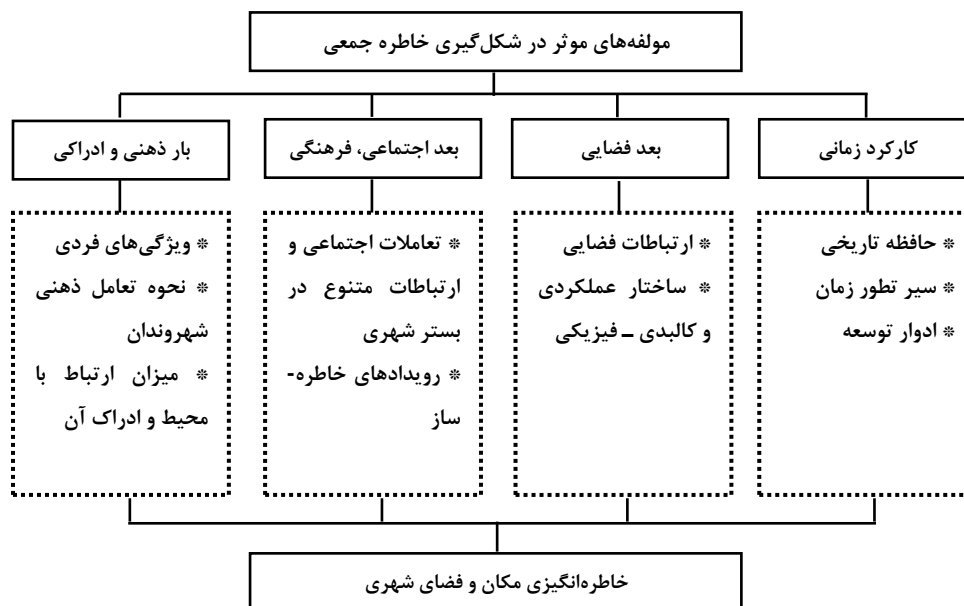 مولفه‌های موثر در شکل‌گیری خاطره جمعی
کارکرد زمانی
بعد فضایی
بعد اجتماعی، فرهنگی
بار ذهنی و ادراکی
* حافظه تاریخی
* سیر تطور زمان
* ادوار توسعه
* ارتباطات فضایی
* ساختار عملکردی
و کالبدی – فیزیکی
* تعاملات اجتماعی و
ارتباطات متنوع در
بستر شهری
* رویدادهای خاطره-
ساز
* ویژگی‌های فردی
* نحوه تعامل ذهنی
شهروندان
* میزان ارتباط با
محیط و ادراک آن
خاطره‌انگیزی مکان و فضای شهری